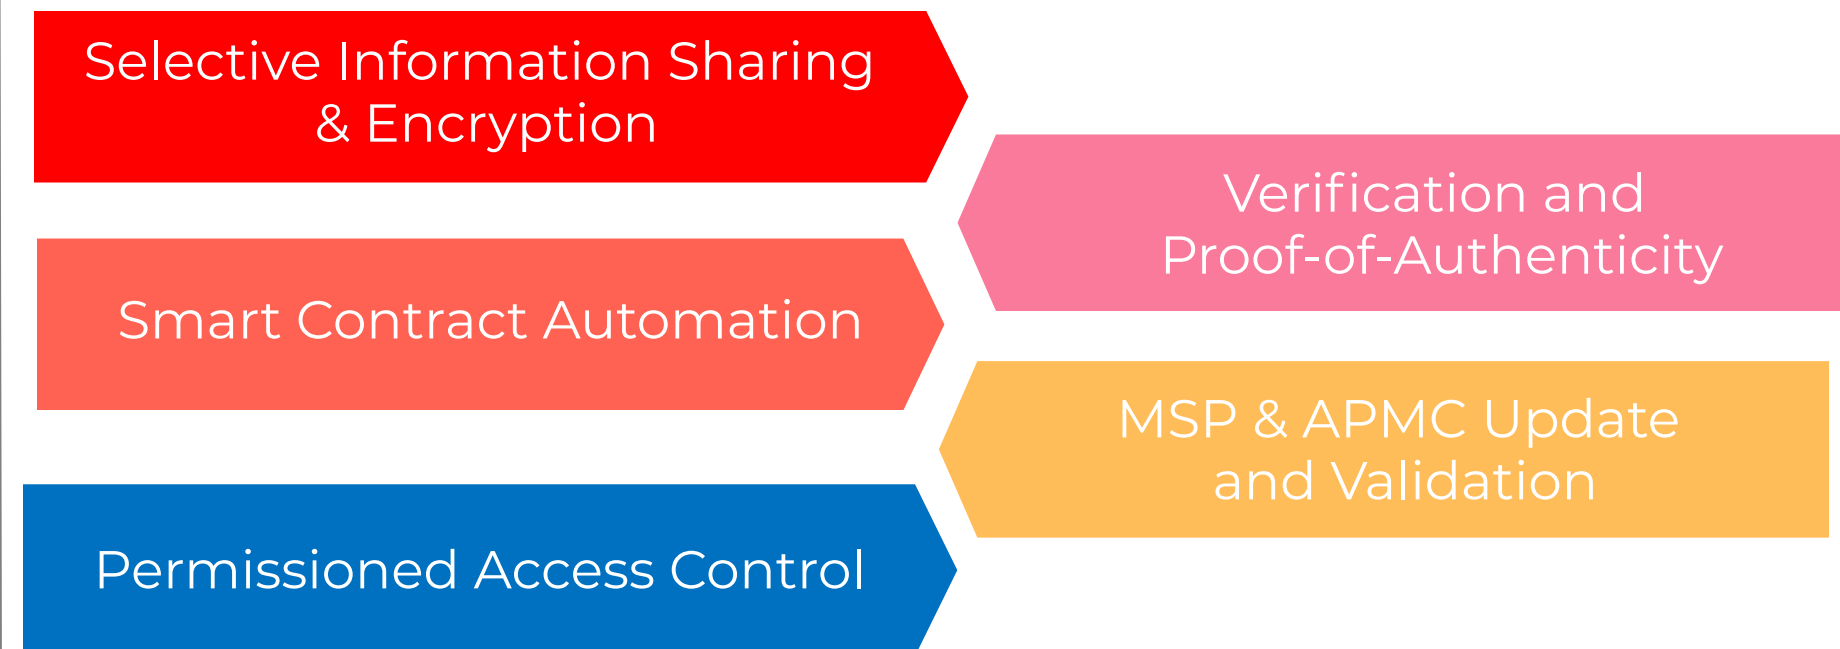 Selective Information Sharing
& Encryption
Verification and
Proof-of-Authenticity
Smart Contract Automation
MSP & APMC Update
and Validation
Permissioned Access Control